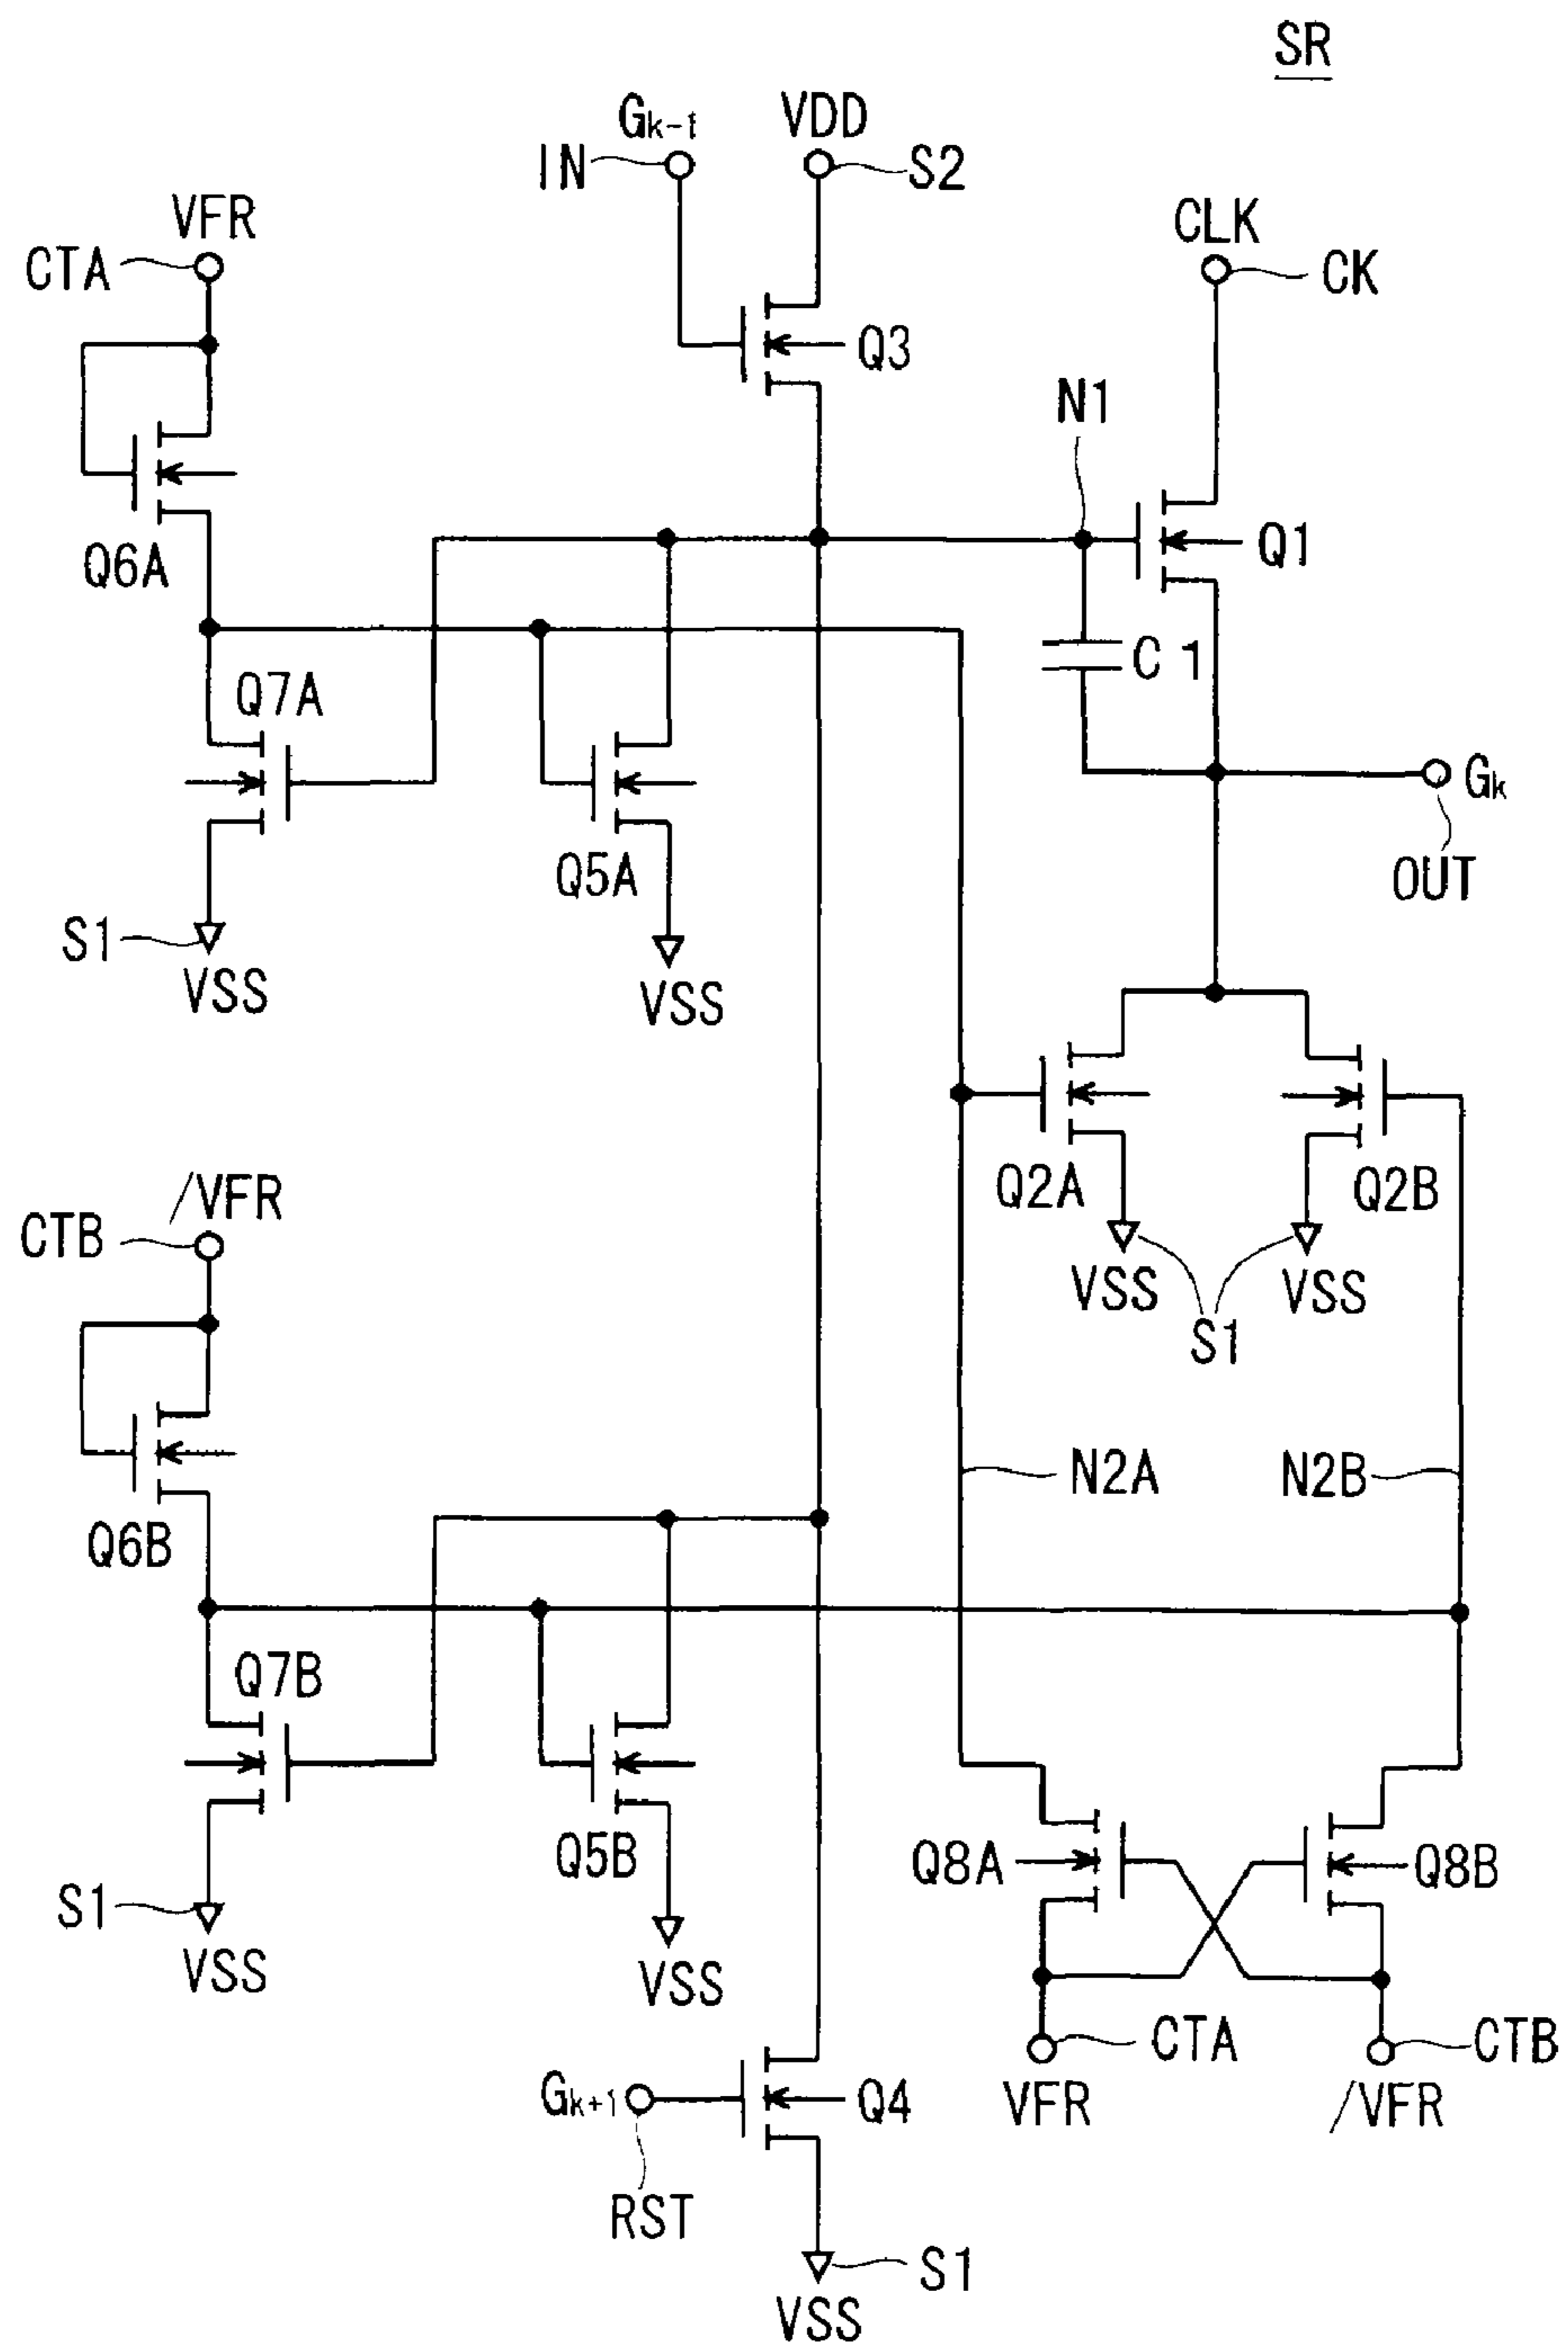 SR
Gk-1
VDD
IN
S2
VFR
CLK
CTA
CK
Q3
N1
Q6A
Q1
C1
Q7A
Gk
Q5A
OUT
S1
VSS
VSS
Q2A
Q2B
/VFR
CTB
VSS
VSS
S1
N2A
N2B
Q6B
Q7B
Q5B
Q8A
Q8B
S1
VSS
VSS
CTA
CTB
Gk+1
Q4
VFR
/VFR
RST
S1
VSS